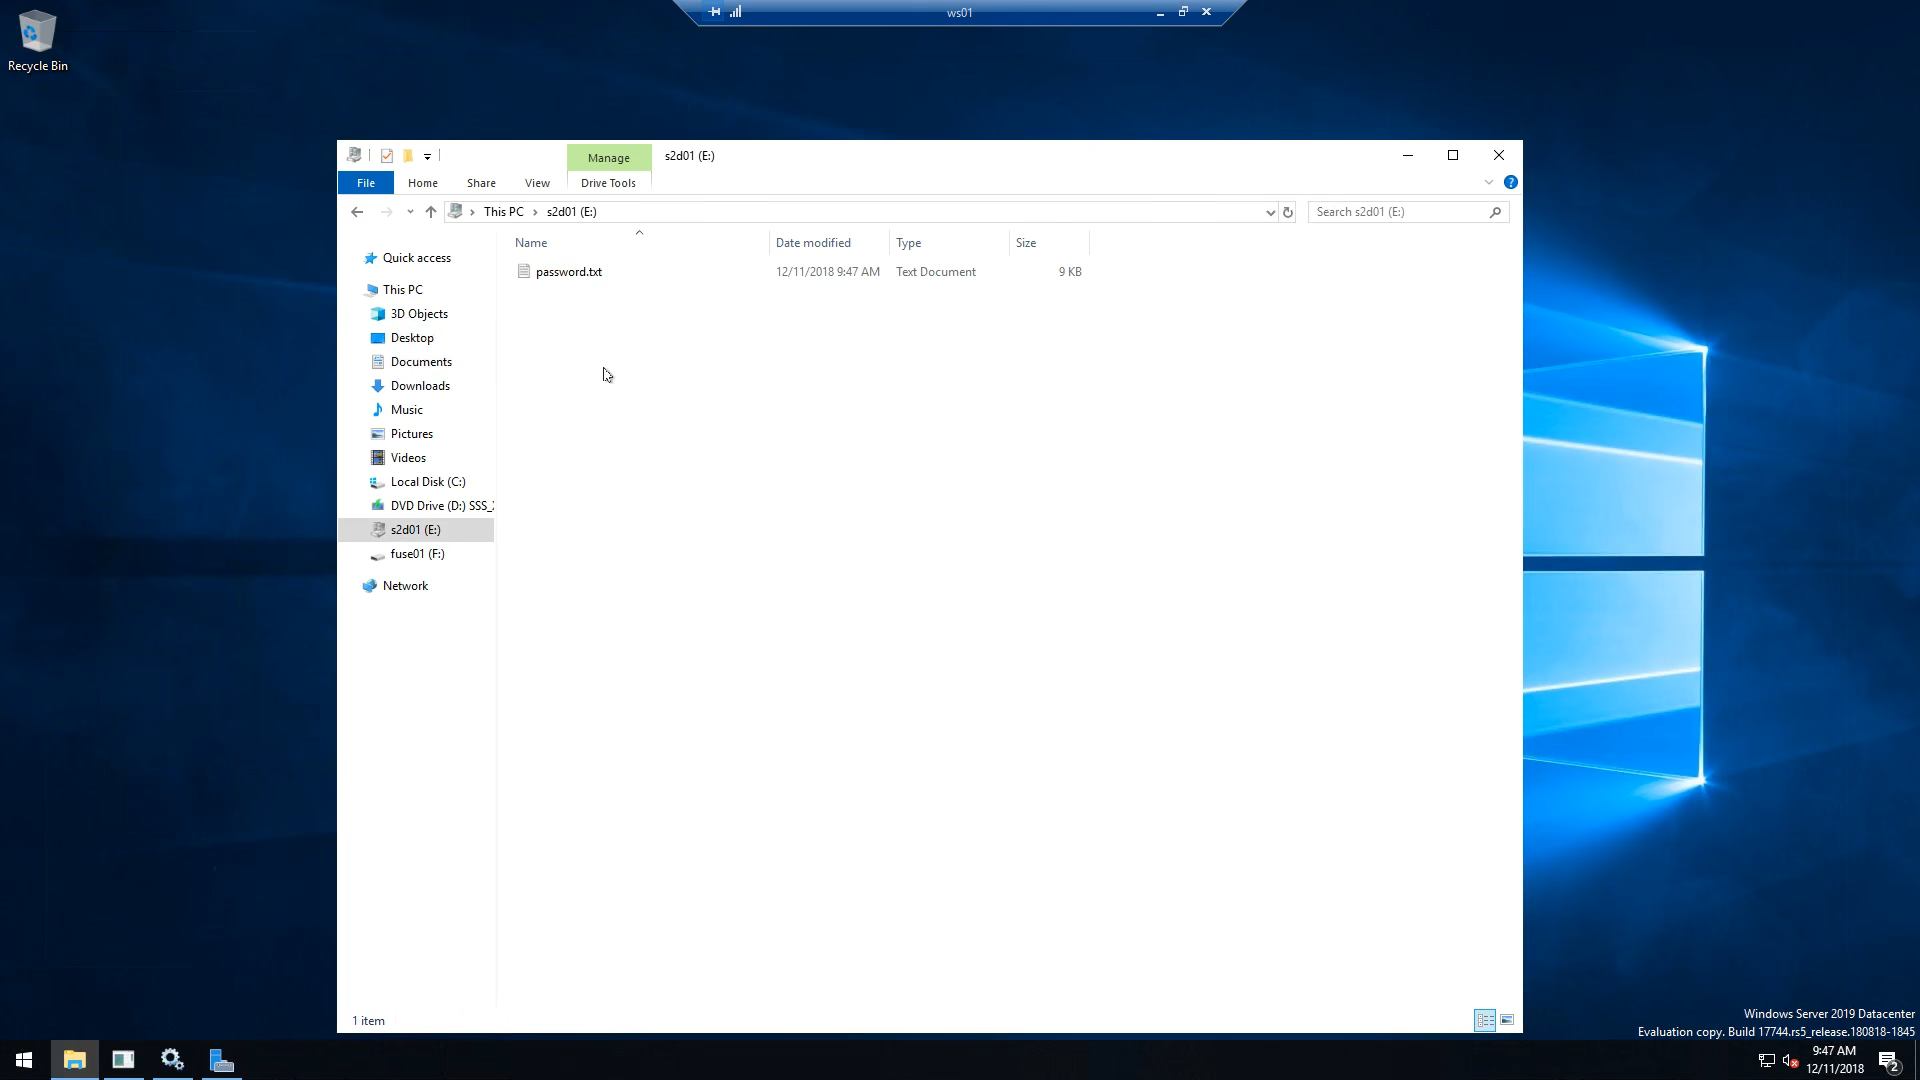 ws01
Recycle Bin
Manage
s2d01 (E:)
File
Home
Share
View
Drive Tools
This PC
s2d01 (E:)
Search s2d01 (E:)
Name
Date modified
Type
Size
password.txt
12/11/2018 9:47 AM
Text Document
9 KB
Quick access
This PC
3D Objects
Desktop
Documents
Downloads
Music
Pictures
Videos
Local Disk (C:)
DVD Drive (D:) SSS_
s2d01 (E:)
fuse01 (F:)
Network
1 item
Windows Server 2019 Datacenter
Evaluation copy. Build 17744.rs5_release.180818-1845
9:47 AM
12/11/2018
2